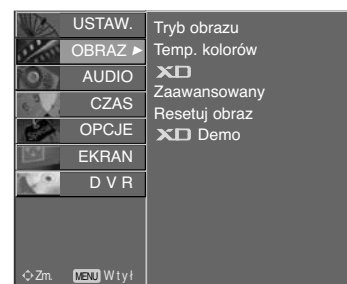 USTAW.
OBRAZ ►
AUDIO
CZAS
OPCJE
EKRAN
D V R
Zm. MENU Wtył
Tryb obrazu
Temp. kolorów
XD
Zaawansowany
Resetuj obraz
XD Demo